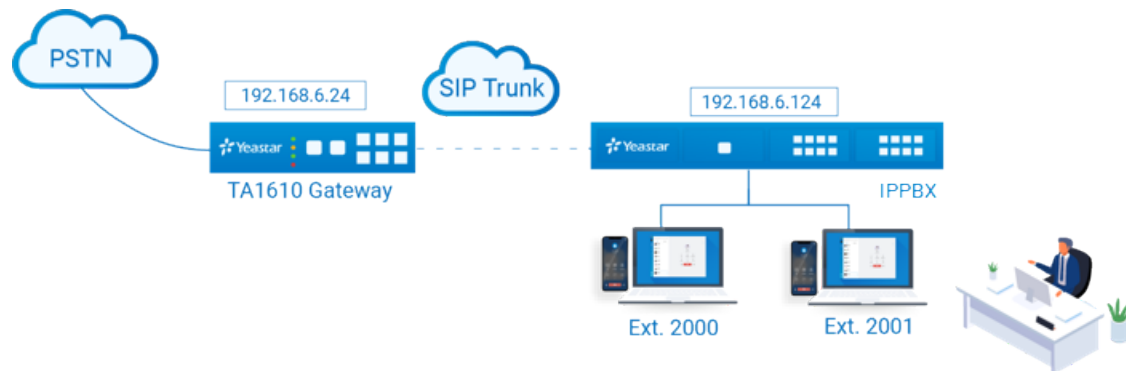 PSTN
SIP Trunk
192.168.6.24
192.168.6.124
Yeastar
Yeastar
TA1610 Gateway
IPPBX
Ext. 2000
Ext. 2001